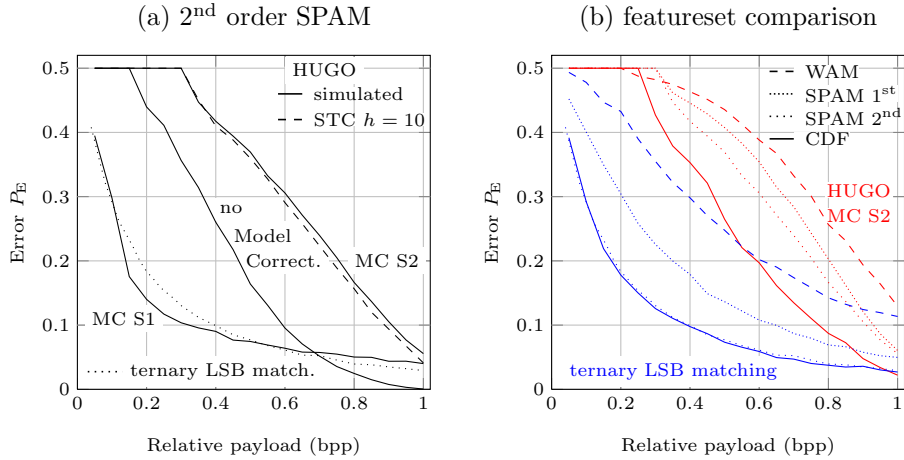 (a) 2nd order SPAM
Error PE
0.5
0.4
0.3
0.2
0.1
0
0
0.2
0.4
0.6
0.8
1
Relative payload (bpp)
HUGO
simulated
STC h = 10
no
Model
Correct.
MC S2
MC S1
ternary LSB match.
(b) featureset comparison
Error PE
0.5
0.4
0.3
0.2
0.1
0
0
0.2
0.4
0.6
0.8
1
Relative payload (bpp)
WAM
SPAM 1st
SPAM 2nd
CDF
HUGO
MC S2
ternary LSB matching